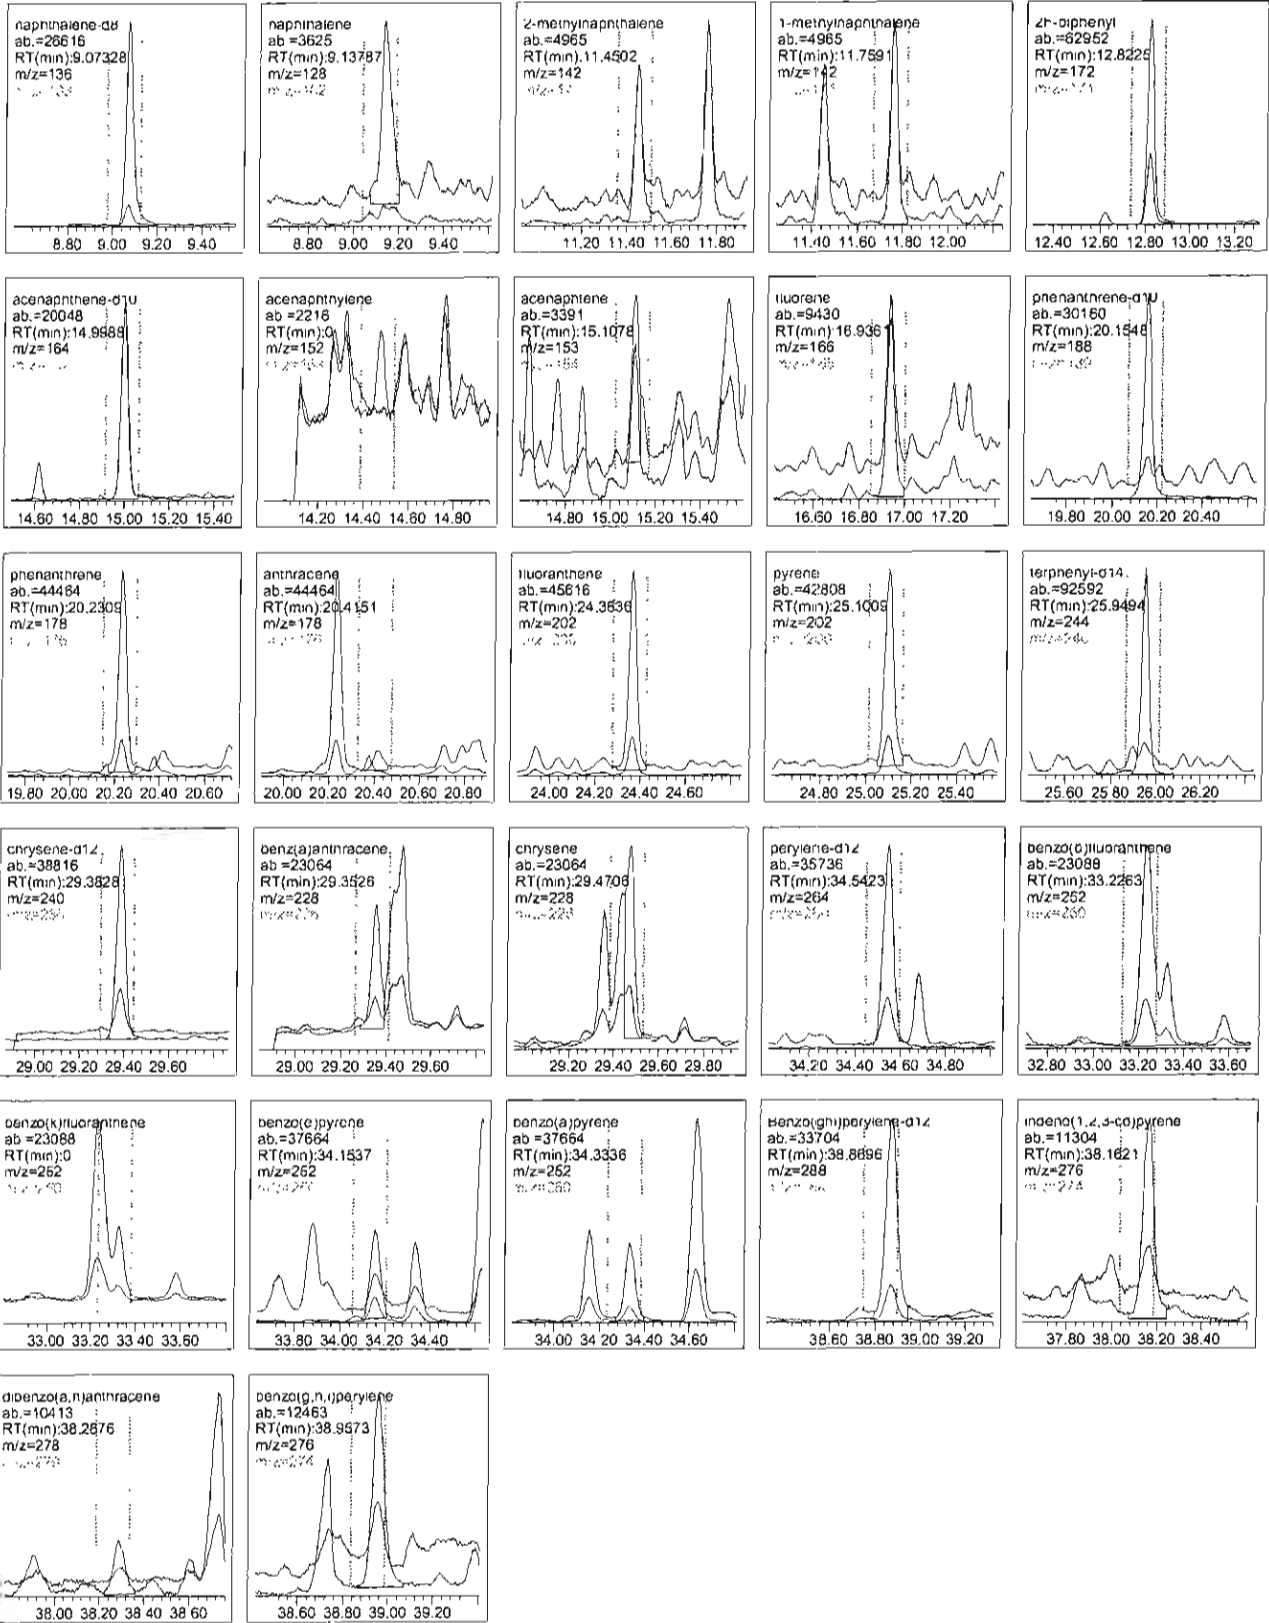 naphthalene-d8
ab.=26616
RT(min):9.07328
m/z=136
8.80 9.00 9.20 9.40
naphthalene
ab =3625
RT(min):9.13787
m/z=128
8.80 9.00 9.20 9.40
2-methylnaphthalene
ab.=4965
RT(min):11.4502
m/z=142
11.20 11.40 11.60 11.80
1-methylnaphthalene
ab.=4965
RT(min):11.7591
m/z=142
11.40 11.60 11.80 12.00
2F-biphenyl
ab.=62952
RT(min):12.8225
m/z=172
12.40 12.60 12.80 13.00 13.20
acenaphthene-d10
ab.=20048
RT(min):14.9988
m/z=164
14.60 14.80 15.00 15.20 15.40
acenaphthylene
ab =2216
RT(min):0
m/z=152
14.20 14.40 14.60 14.80
acenaphtene
ab.=3391
RT(min):15.1078
m/z=153
14.80 15.00 15.20 15.40
fluorene
ab.=9430
RT(min):16.9361
m/z=166
16.60 16.80 17.00 17.20
phenanthrene-d10
ab.=30160
RT(min):20.1548
m/z=188
19.80 20.00 20.20 20.40
phenanthrene
ab.=44464
RT(min):20.2309
m/z=178
19.80 20.00 20.20 20.40 20.60
anthracene
ab.=44464
RT(min):20.4151
m/z=178
20.00 20.20 20.40 20.60 20.80
fluoranthene
ab.=45616
RT(min):24.3636
m/z=202
24.00 24.20 24.40 24.60
pyrene
ab.=42808
RT(min):25.1009
m/z=202
24.80 25.00 25.20 25.40
terphenyl-d14
ab.=92592
RT(min):25.9494
m/z=244
25.60 25 80 26.00 26.20
chrysene-d12
ab.=38816
RT(min):29.3828
m/z=240
29.00 29.20 29.40 29.60
benz(a)anthracene
ab.=23064
RT(min):29.3526
m/z=228
29.00 29.20 29.40 29.60
chrysene
ab =23064
RT(min):29.4706
m/z=228
29.20 29.40 29.60 29.80
perylene-d12
ab.=35736
RT(min):34.5423
m/z=264
34.20 34.40 34 60 34.80
benzo(b)fluoranthene
ab.=23088
RT(min):33.2263
m/z=252
32.80 33.00 33.20 33.40 33.60
benzo(k)fluoranthene
ab =23088
RT(min):0
m/z=252
33.00 33.20 33 40 33.60
benzo(e)pyrene
ab.=37664
RT(min):34.1537
m/z=252
33.80 34.00 34.20 34.40
benzo(a)pyrene
ab =37664
RT(min):34.3336
m/z=252
34.00 34 20 34.40 34.60
Benzo(ghi)perylene-d12
ab.=33704
RT(min):38.8696
m/z=288
38.60 38.80 39.00 39.20
indeno(1,2,3-cd)pyrene
ab.=11304
RT(min):38.1621
m/z=276
37.80 38.00 38.20 38.40
dibenzo(a,h)anthracene
ab.=10413
RT(min):38.2876
m/z=278
38.00 38.20 38 40 38 60
benzo(g,h,i)perylene
ab.=12463
RT(min):38.9573
m/z=276
38.60 38.80 39.00 39.20